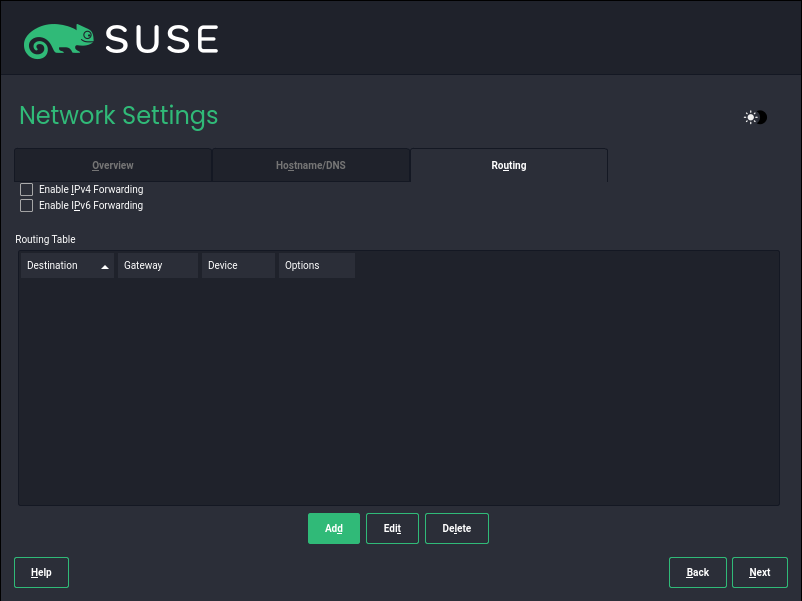 SUSE
Network Settings
Overview Hostname/DNS Routing
Enable IPv4 Forwarding
Enable IPv6 Forwarding
Routing Table
Destination Gateway Device Options
Add Edit Delete
Help Back Next